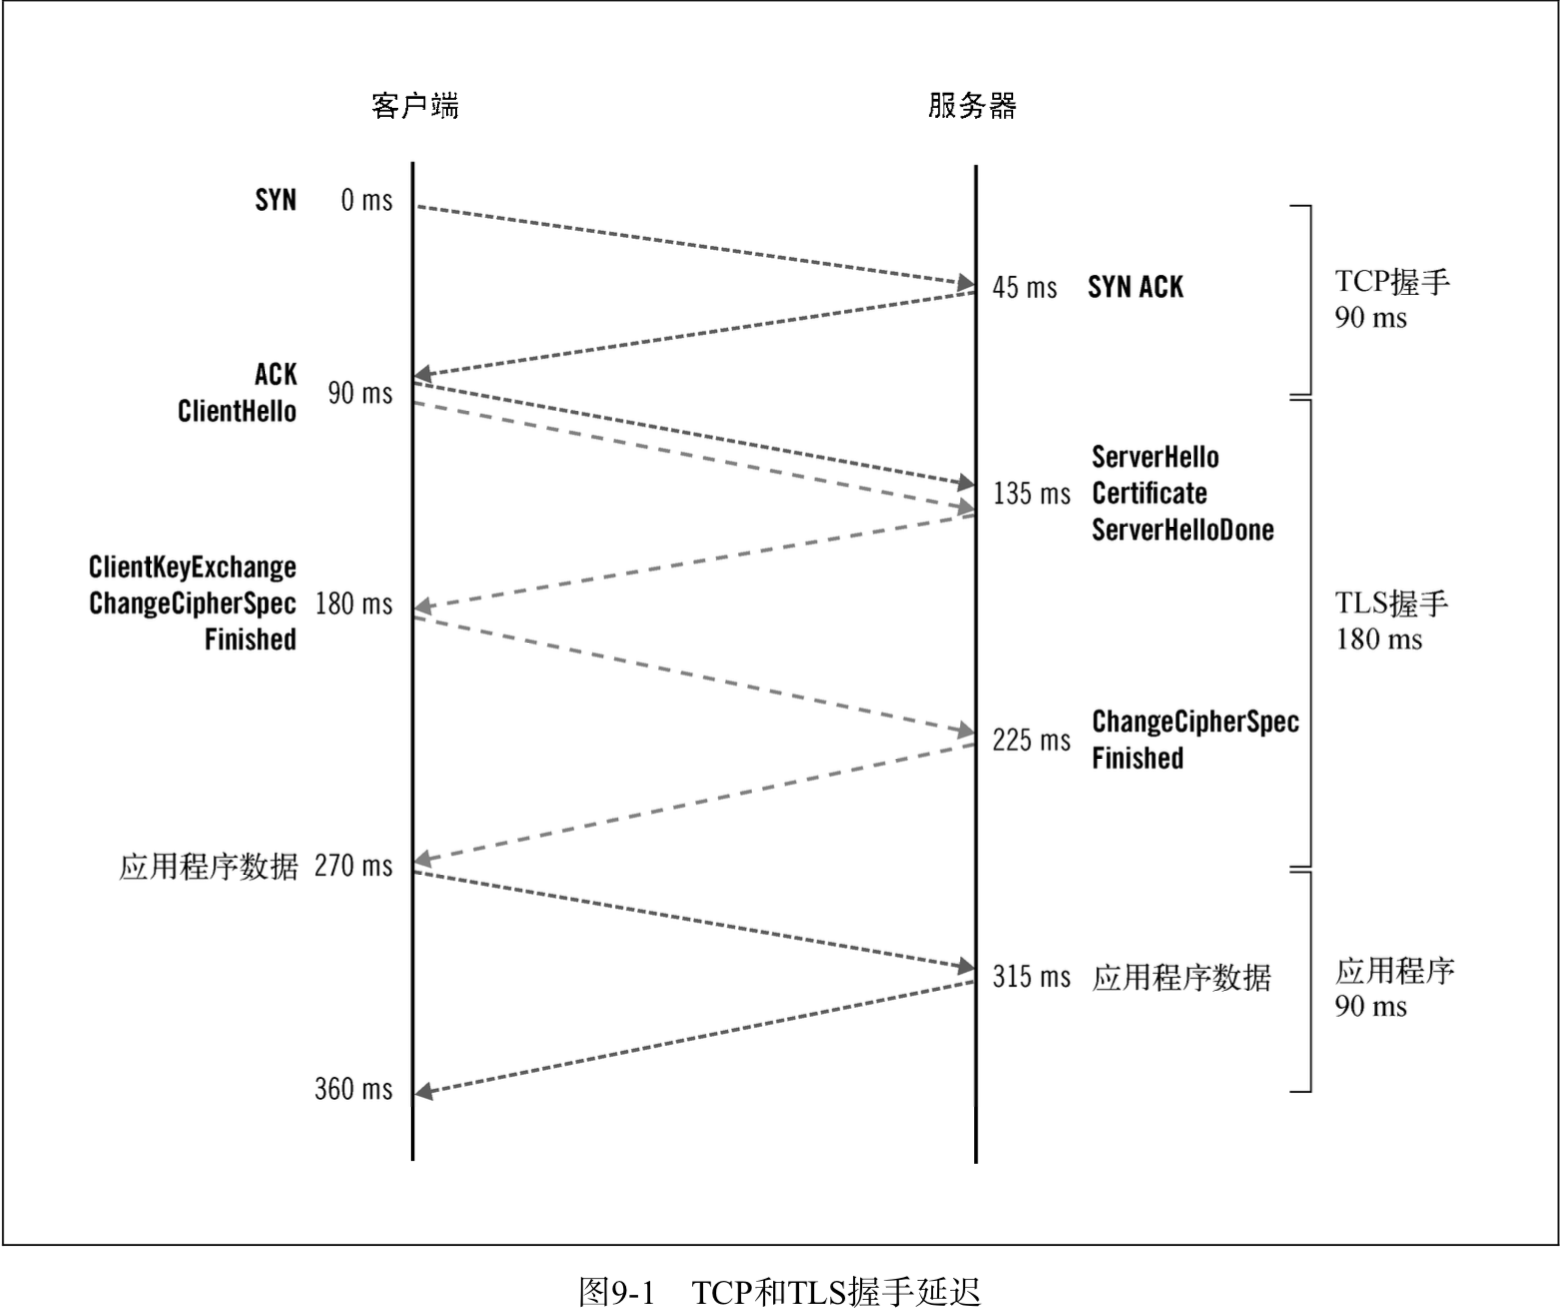 客户端
服务器
SYN 0 ms
45 ms SYN ACK
TCP握手
90 ms
ACK
ClientHello
90 ms
ServerHello
135 ms Certificate
ServerHelloDone
ClientKeyExchange
ChangeCipherSpec 180 ms
Finished
TLS握手
180 ms
225 ms
ChangeCipherSpec
Finished
应用程序数据 270 ms
315 ms 应用程序数据
应用程序
90 ms
360 ms
图9-1 TCP和TLS握手延迟